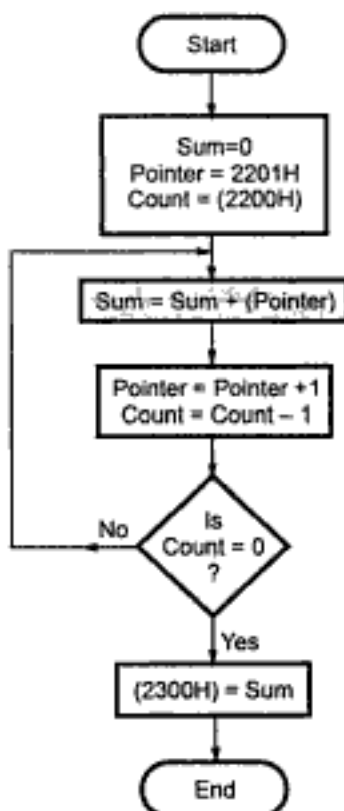 Start
Sum=0
Pointer = 2201H
Count = (2200H)
Sum = Sum + (Pointer)
Pointer = Pointer +1
Count = Count – 1
Is
Count = 0
?
No
Yes
(2300H) = Sum
End